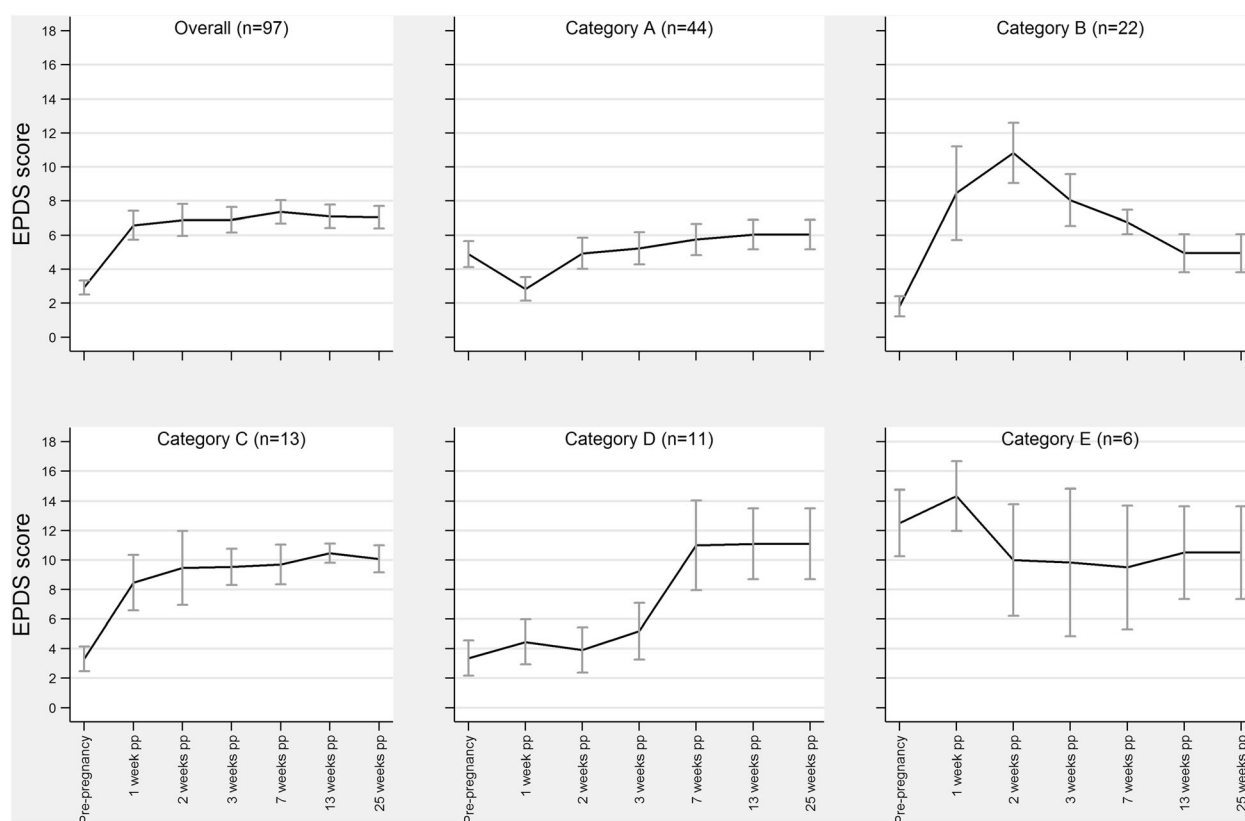 Overall (n=97)
Category A (n=44)
Category B (n=22)
EPDS score
18
16
14
12
10
8
6
4
2
0
Category C (n=13)
Category D (n=11)
Category E (n=6)
EPDS score
18
16
14
12
10
8
6
4
2
0
Pre-pregnancy
1 week pp
2 weeks pp
3 weeks pp
7 weeks pp
13 weeks pp
25 weeks pp
Pre-pregnancy
1 week pp
2 weeks pp
3 weeks pp
7 weeks pp
13 weeks pp
25 weeks pp
Pre-pregnancy
1 week pp
2 weeks pp
3 weeks pp
7 weeks pp
13 weeks pp
25 weeks pp